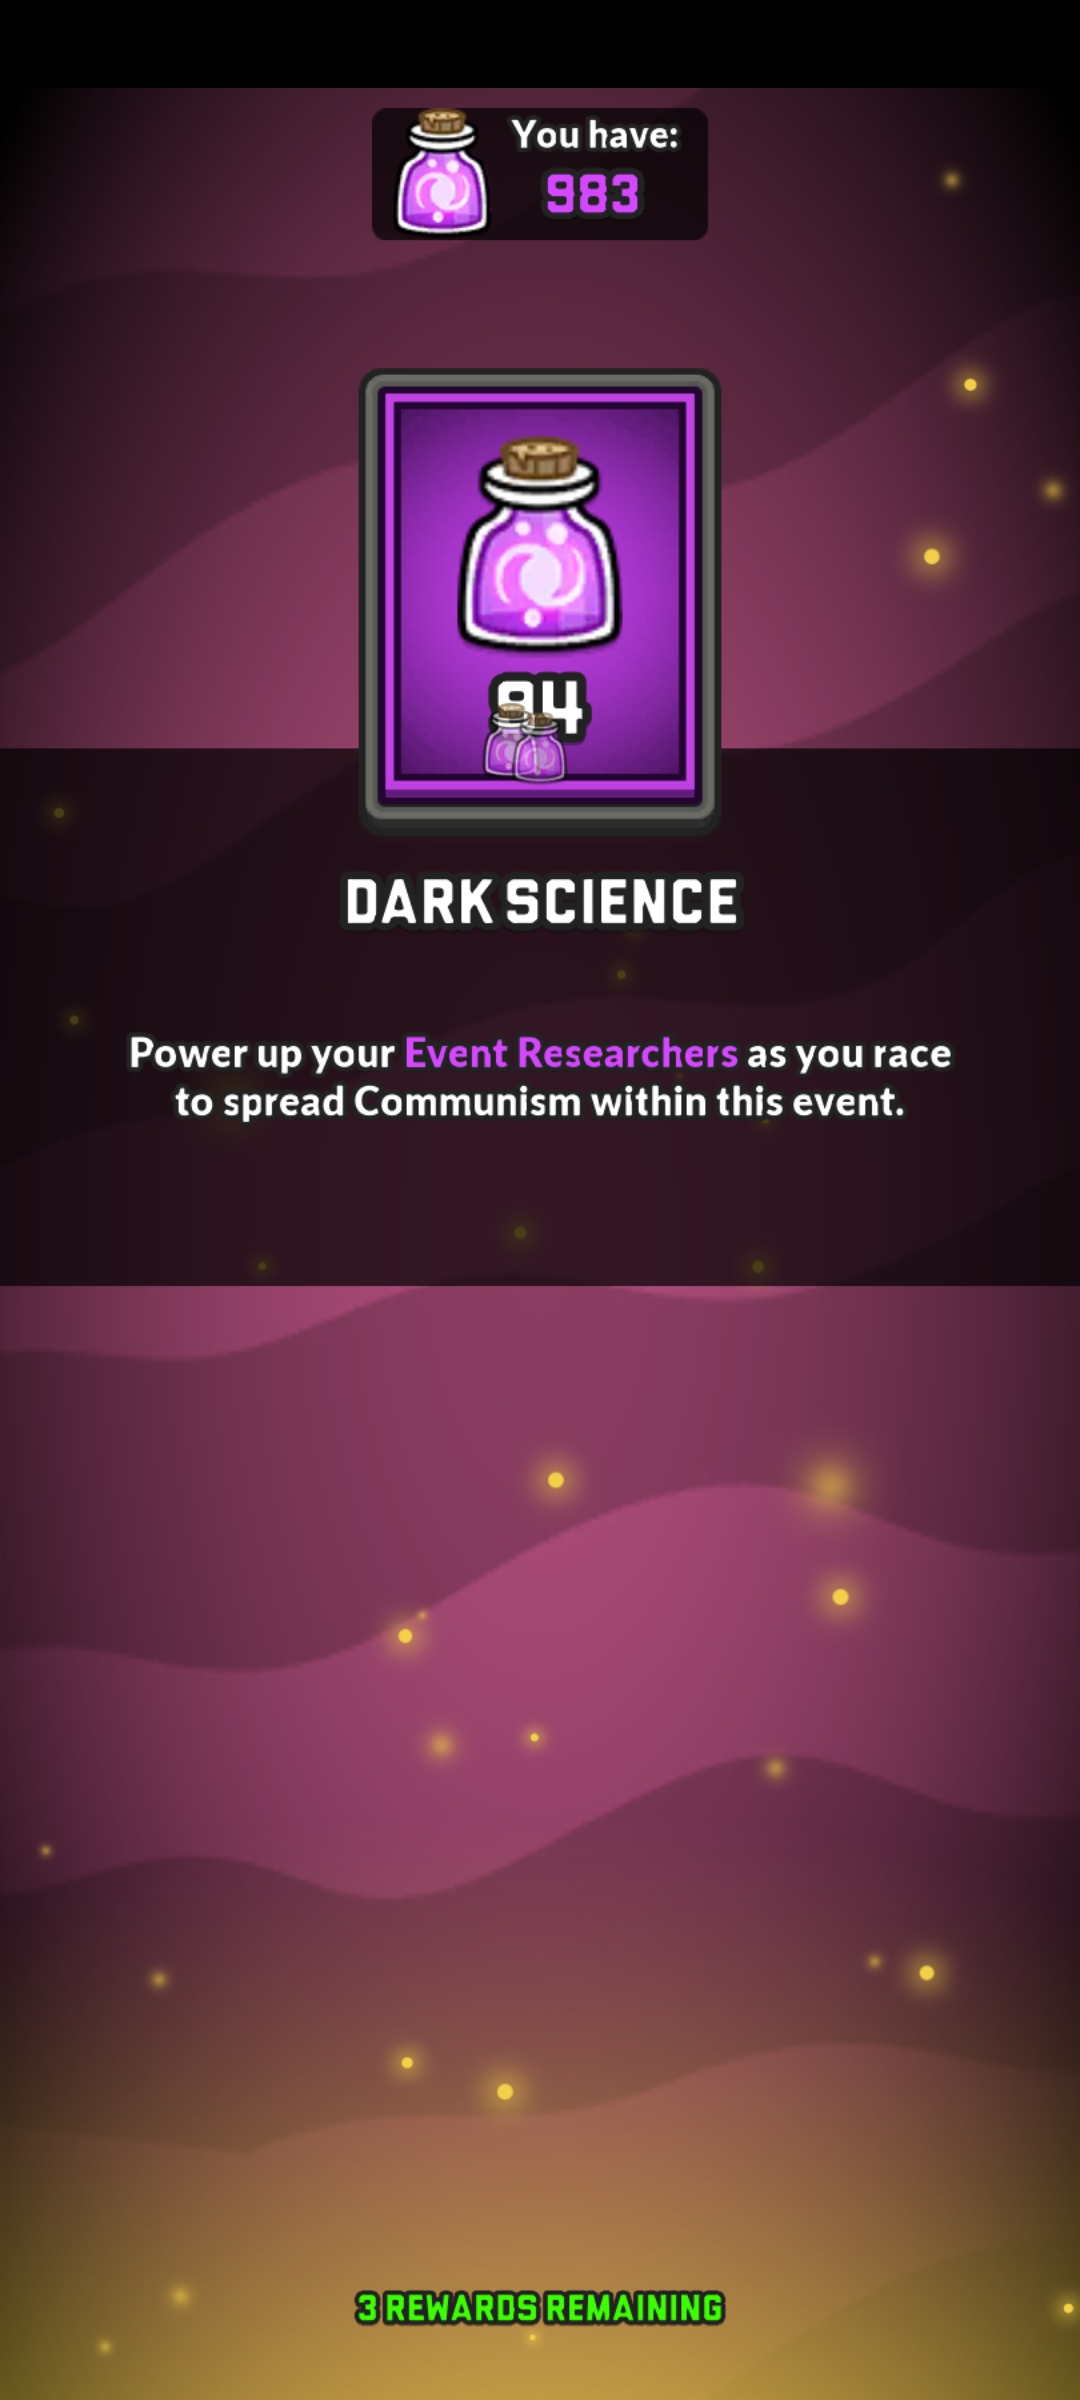 You have:
983
94
DARK SCIENCE
Power up your Event Researchers as you race
to spread Communism within this event.
3 REWARDS REMAINING